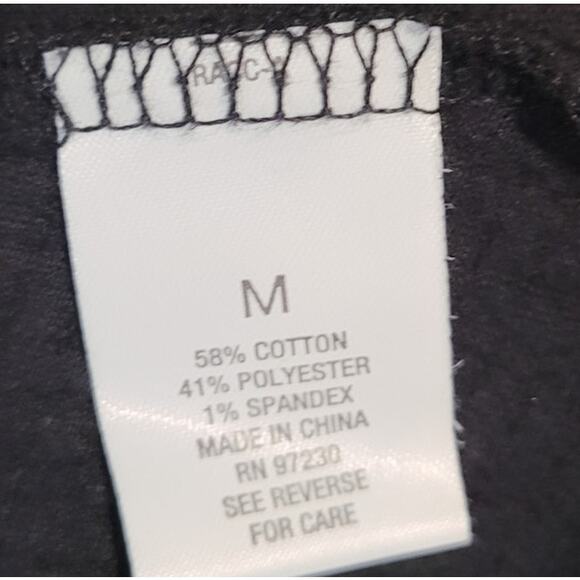 M
58% COTTON
41% POLYESTER
1% SPANDEX
MADE IN CHINA
RN 97230
SEE REVERSE
FOR CARE